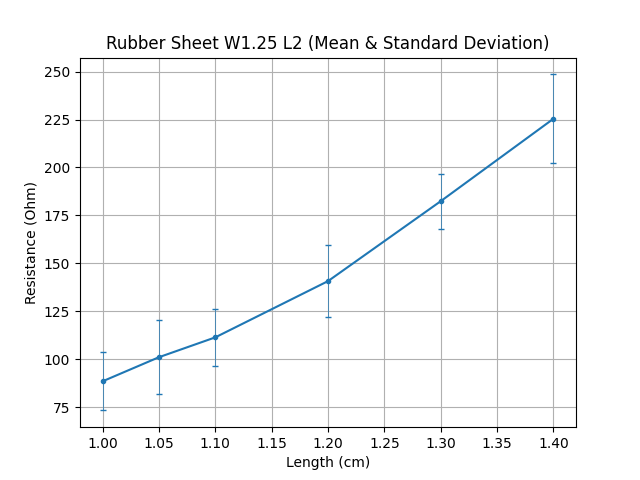 Rubber Sheet W1.25 L2 (Mean & Standard Deviation)
250
225
200
175
150
125
100
75
Resistance (Ohm)
1.00 1.05 1.10 1.15 1.20 1.25 1.30 1.35 1.40
Length (cm)